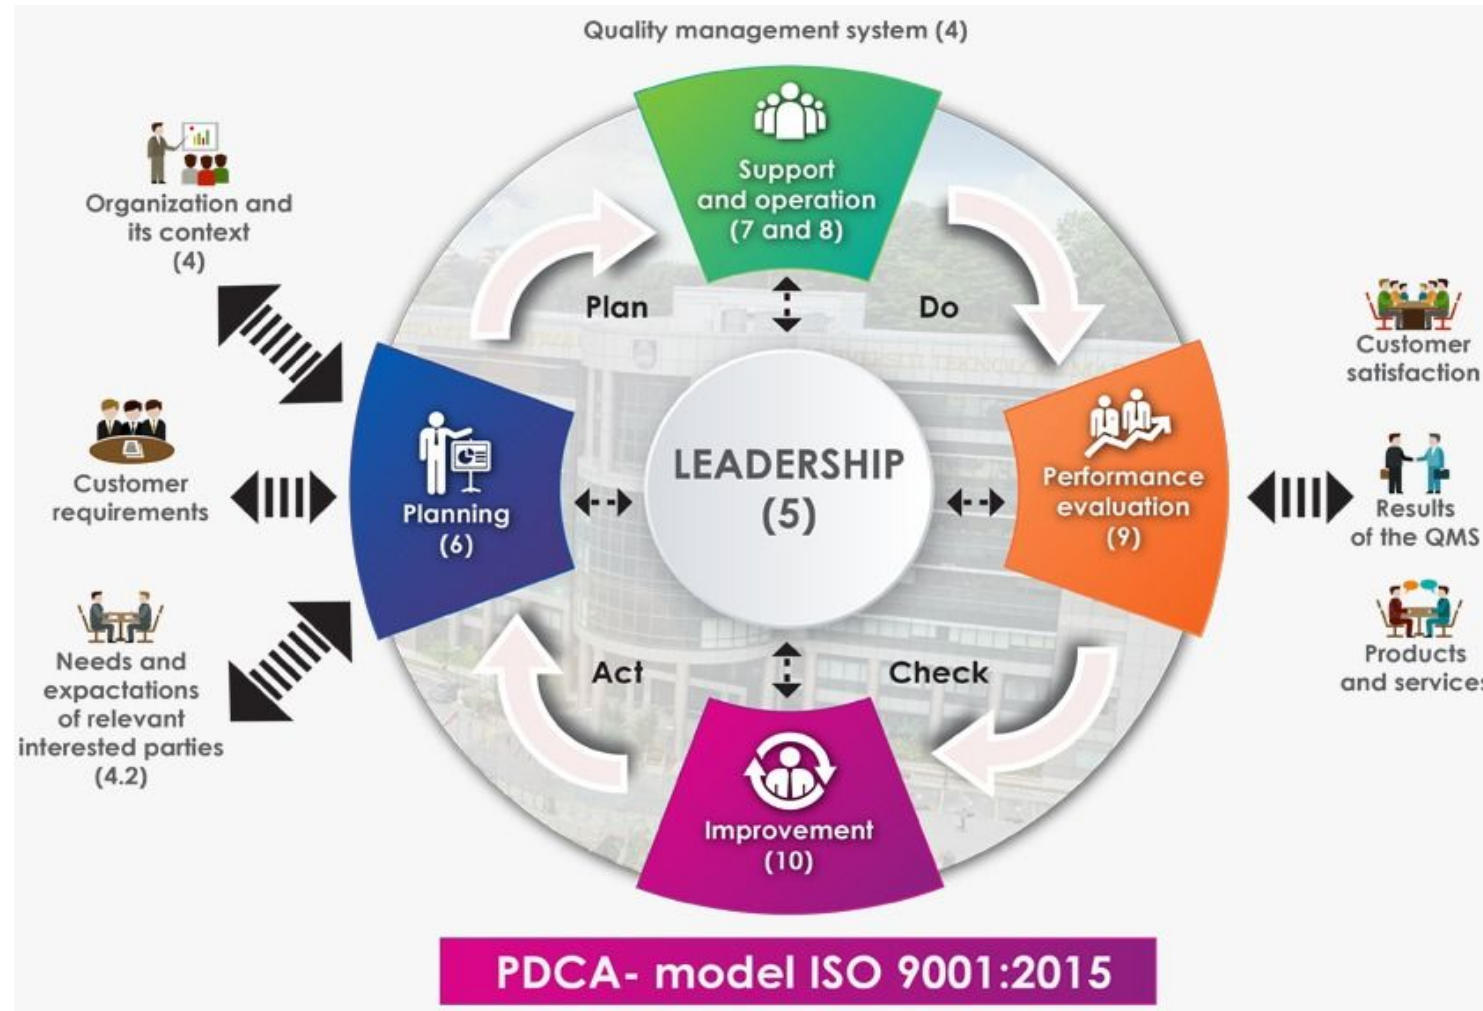 Quality management system (4)
Organization and
its context
(4)
Customer
requirements
Needs and
expactations
of relevant
interested parties
(4.2)
Support
and operation
(7 and 8)
Plan
Do
Planning
(6)
LEADERSHIP
(5)
Performance
evaluation
(9)
Act
Check
Improvement
(10)
Customer
satisfaction
Results
of the QMS
Products
and services
PDCA- model ISO 9001:2015